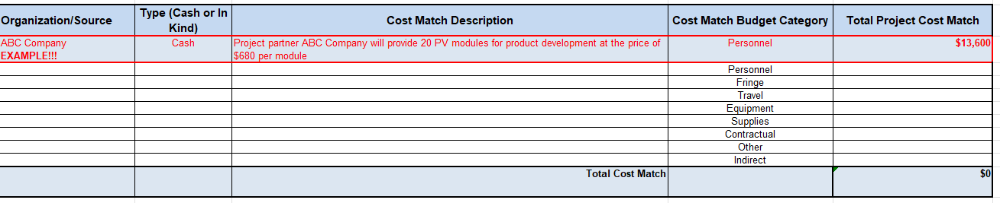 Organization/Source Type (Cash or In Kind) Cost Match Description Cost Match Budget Category Total Project Cost Match
ABC Company Cash Project partner ABC Company will provide 20 PV modules for product development at the price of Personnel $13,600
EXAMPLE!!! $680 per module
Personnel
Fringe
Travel
Equipment
Supplies
Contractual
Other
Indirect
Total Cost Match $0